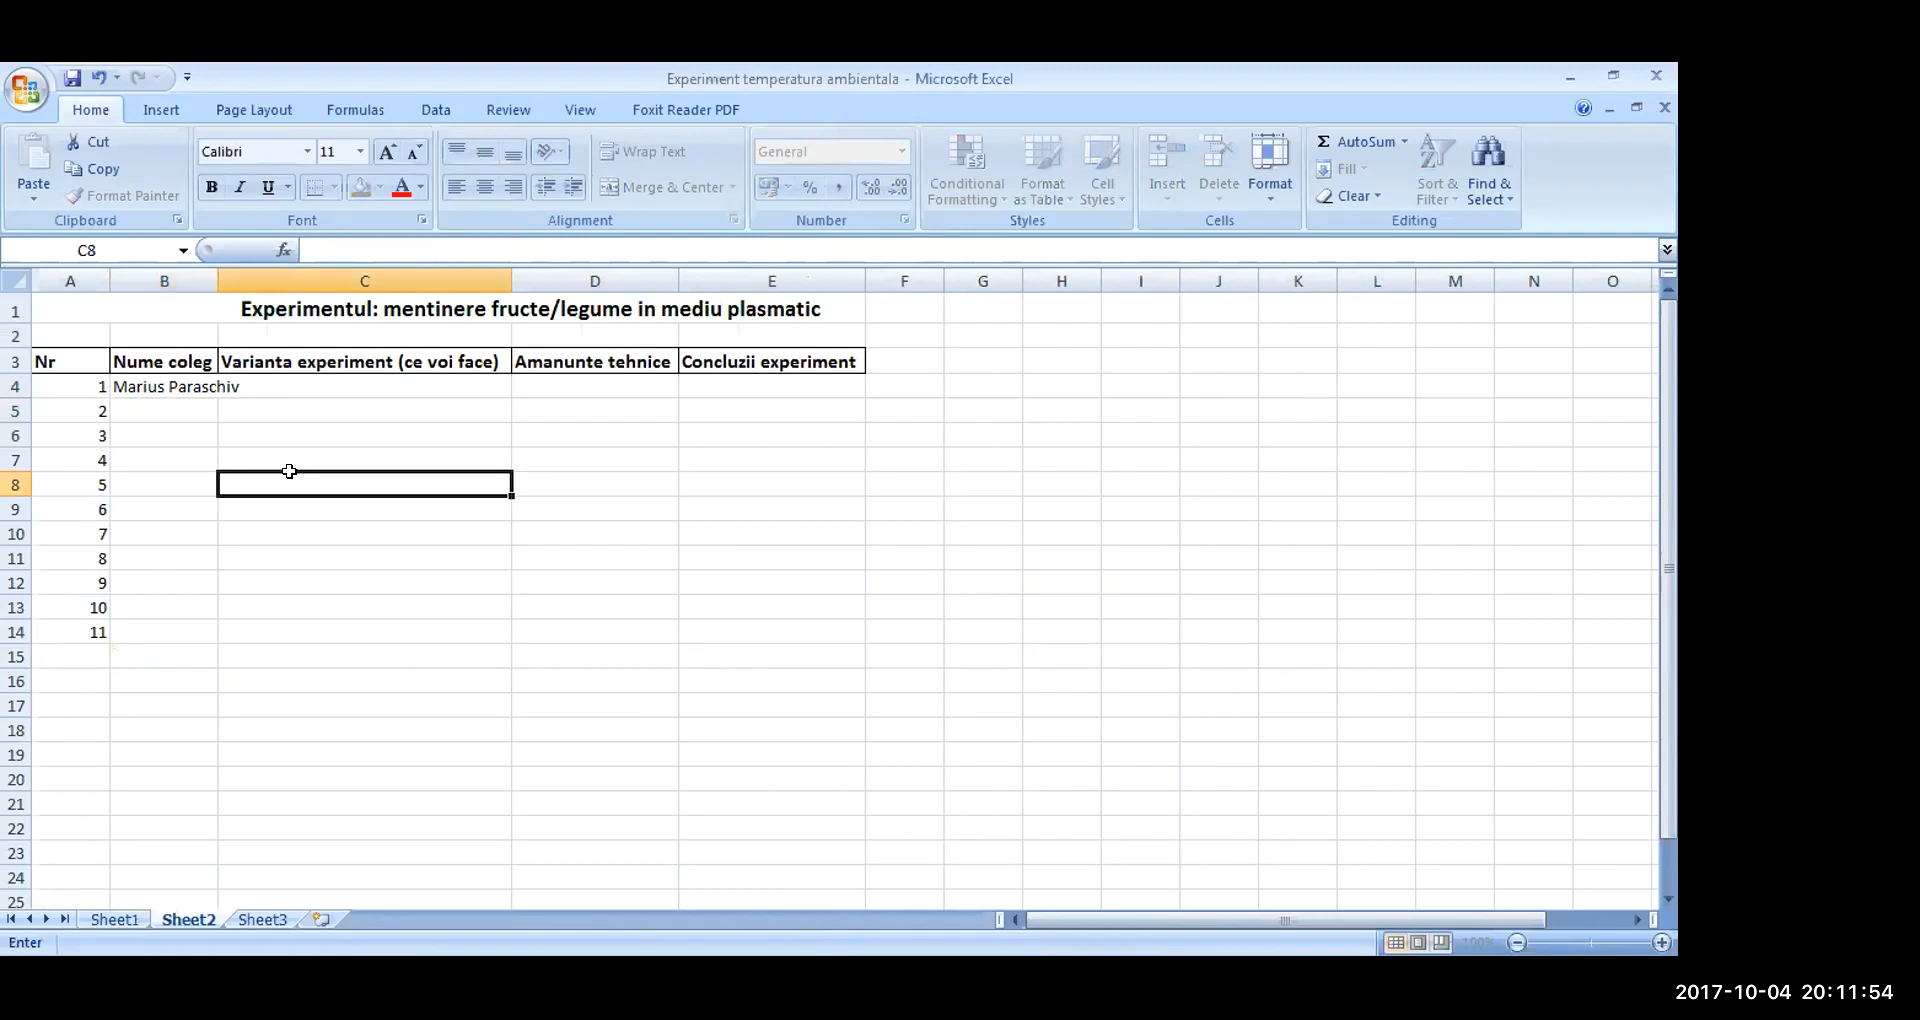 Experiment temperatura ambientala - Microsoft Excel
Home Insert Page Layout Formulas Data Review View Foxit Reader PDF
Cut Calibri 11 Wrap Text General AutoSum
Copy Fill
Paste Format Painter B I U Merge & Center % , Conditional Formatting Format as Table Cell Styles Insert Delete Format Clear Sort & Filter Find & Select
Clipboard Font Alignment Number Styles Cells Editing
C8 fx
A B C D E F G H I J K L M N O
1 Experimentul: mentinere fructe/legume in mediu plasmatic
2
3 Nr Nume coleg Varianta experiment (ce voi face) Amanunte tehnice Concluzii experiment
4 1 Marius Paraschiv
5 2
6 3
7 4
8 5
9 6
10 7
11 8
12 9
13 10
14 11
15
16
17
18
19
20
21
22
23
24
25
Sheet1 Sheet2 Sheet3
Enter 100%
2017-10-04 20:11:54